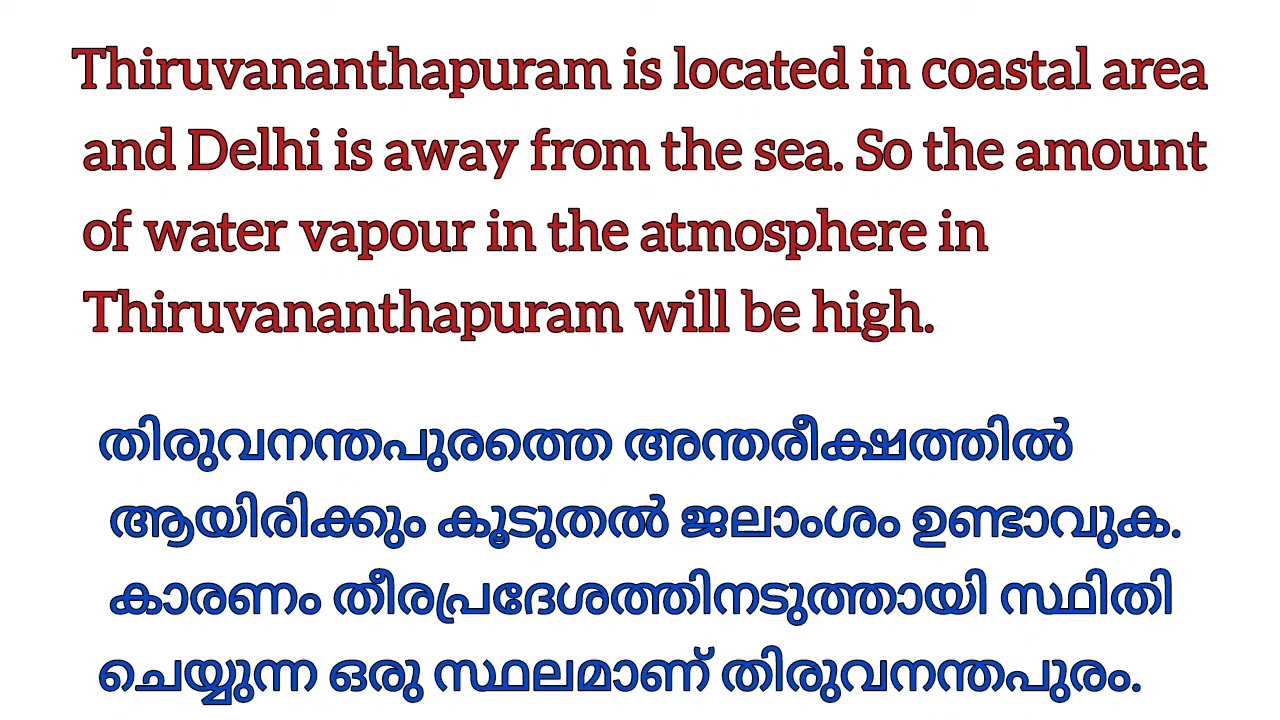 Thiruvananthapuram is located in coastal area
and Delhi is away from the sea. So the amount
of water vapour in the atmosphere in
Thiruvananthapuram will be high.
തിരുവനന്തപുരത്തെ അന്തരീക്ഷത്തിൽ
ആയിരിക്കും കൂടുതൽ ജലാംശം ഉണ്ടാവുക.
കാരണം തീരപ്രദേശത്തിനടുത്തായി സ്ഥിതി
ചെയ്യുന്ന ഒരു സ്ഥലമാണ് തിരുവനന്തപുരം.